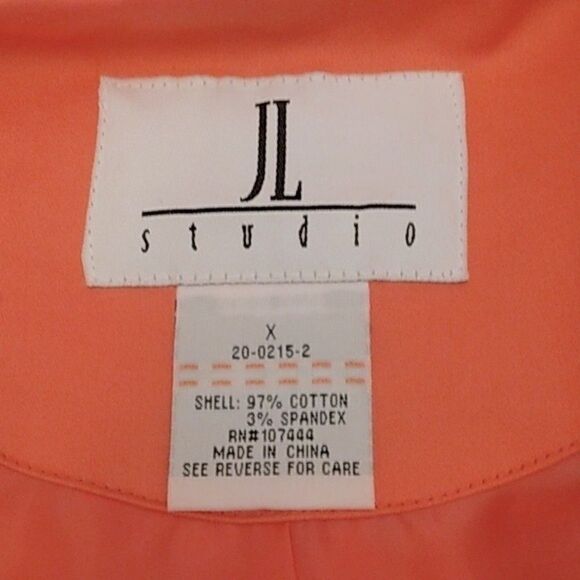 JL
studio
X
20-0215-2
SHELL: 97% COTTON
3% SPANDEX
RN#107444
MADE IN CHINA
SEE REVERSE FOR CARE